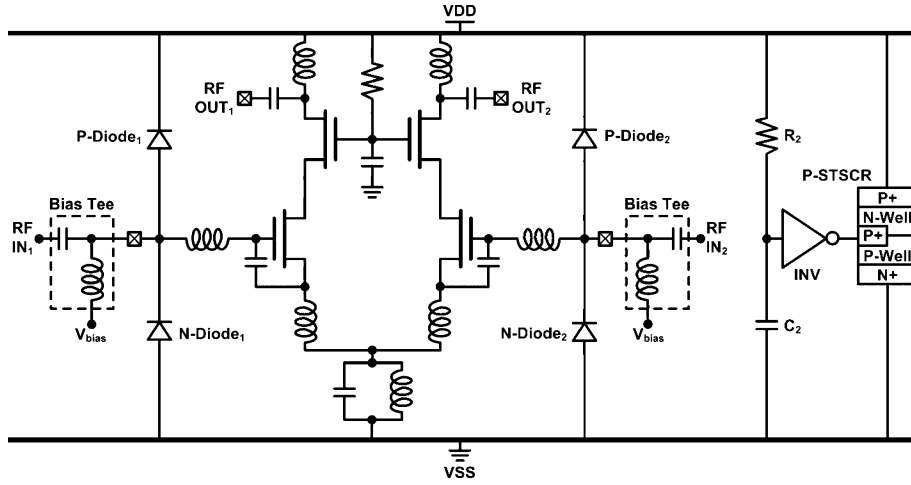 VDD
RF
OUT1
RF
OUT2
P-Diode1
P-Diode2
R2
P-STSCR
P+
N-Well
P+
P-Well
N+
Bias Tee
RF
IN1
Bias Tee
RF
IN2
INV
Vbias
N-Diode1
N-Diode2
Vbias
C2
VSS